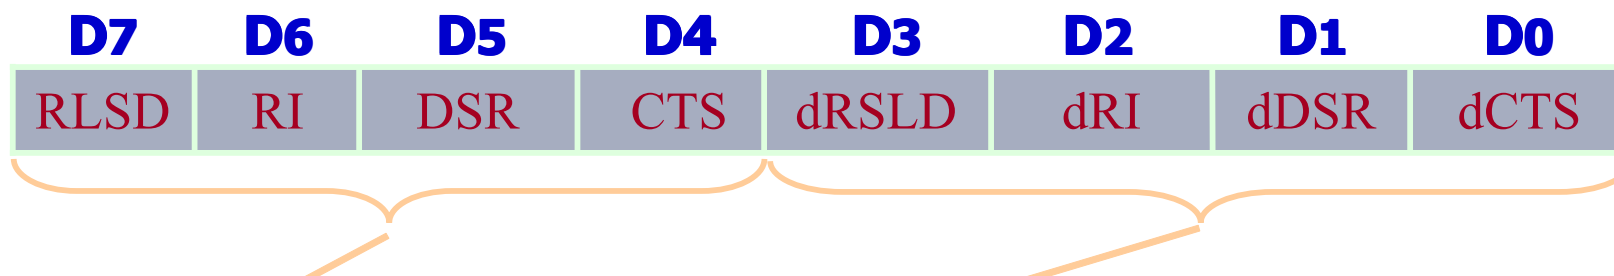 D7 D6 D5 D4 D3 D2 D1 D0
RLSD RI DSR CTS dRSLD dRI dDSR dCTS